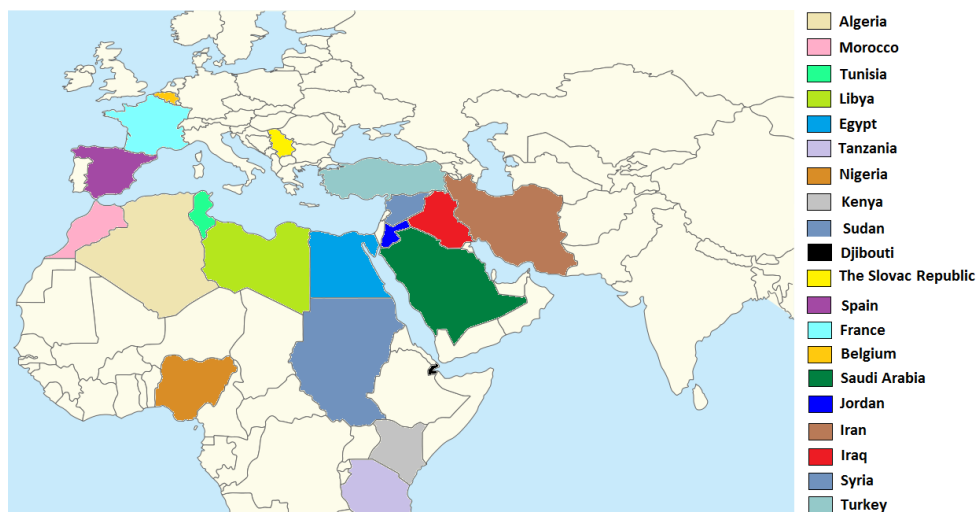 Algeria
Morocco
Tunisia
Libya
Egypt
Tanzania
Nigeria
Kenya
Sudan
Djibouti
The Slovac Republic
Spain
France
Belgium
Saudi Arabia
Jordan
Iran
Iraq
Syria
Turkey